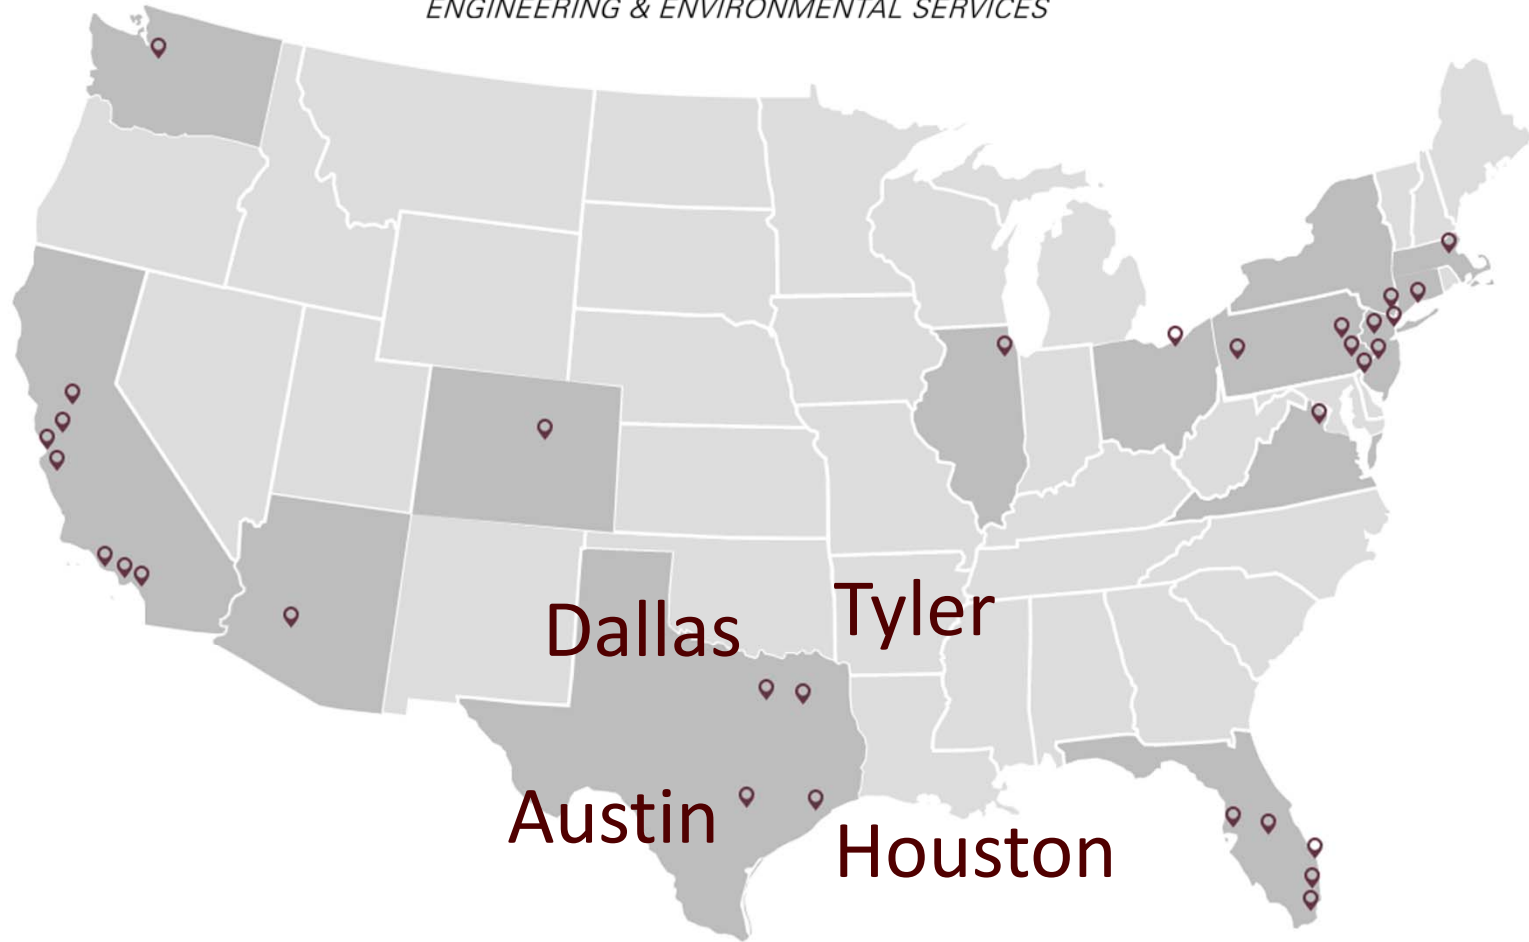 ENGINEERING & ENVIRONMENTAL SERVICES
Dallas
Tyler
Austin
Houston